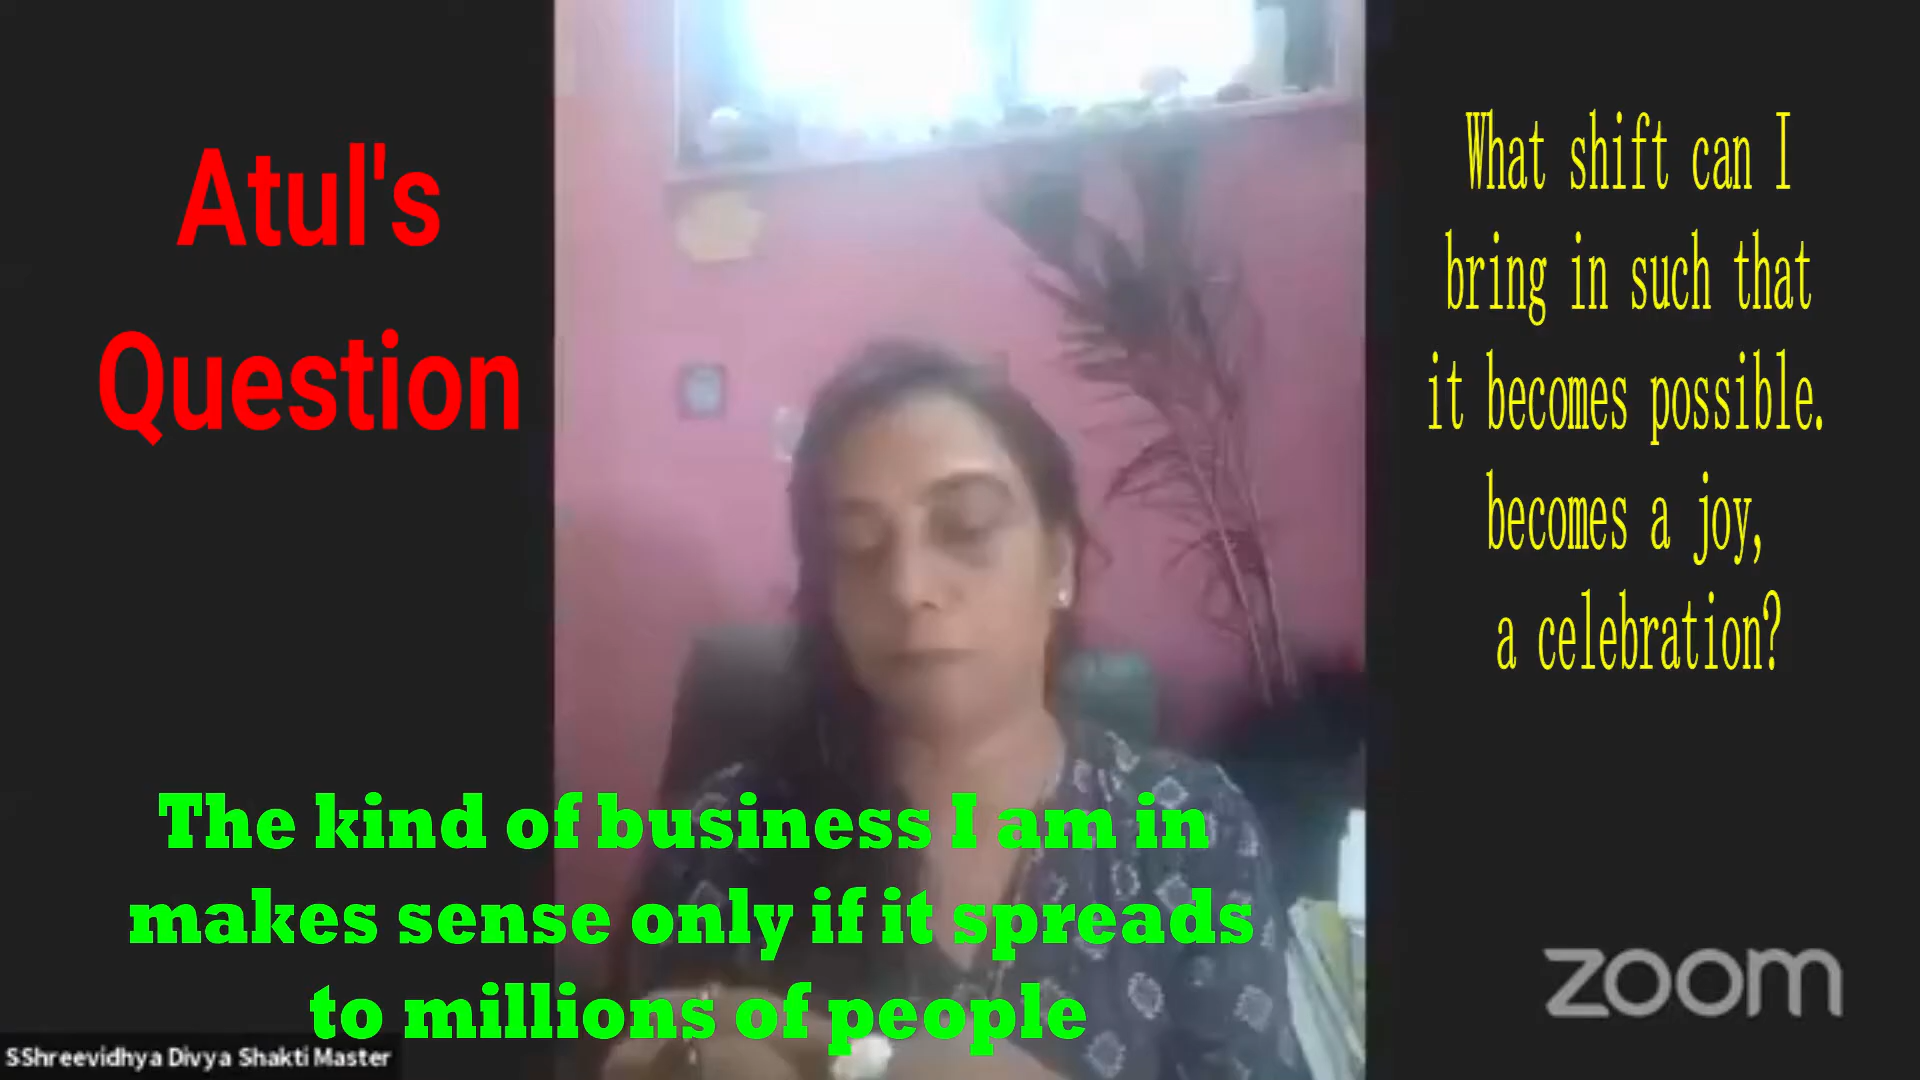 Atul's
Question
What shift can I
bring in such that
it becomes possible.
becomes a joy,
a celebration?
The kind of business I am in
makes sense only if it spreads
to millions of people
zoom
SShreevidhya Divya Shakti Master